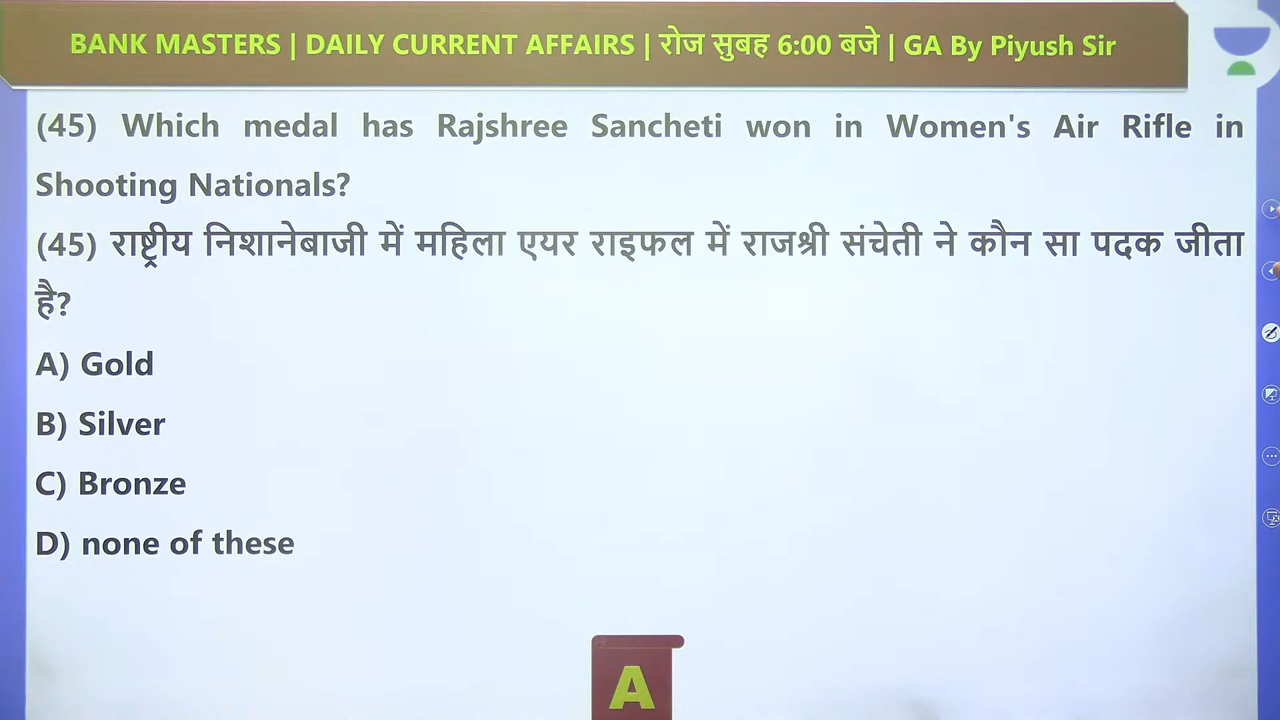 BANK MASTERS | DAILY CURRENT AFFAIRS | रोज सुबह 6:00 बजे | GA By Piyush Sir
(45) Which medal has Rajshree Sancheti won in Women's Air Rifle in
Shooting Nationals?
(45) राष्ट्रीय निशानेबाजी में महिला एयर राइफल में राजश्री संचेती ने कौन सा पदक जीता
है?
A) Gold
B) Silver
C) Bronze
D) none of these
A